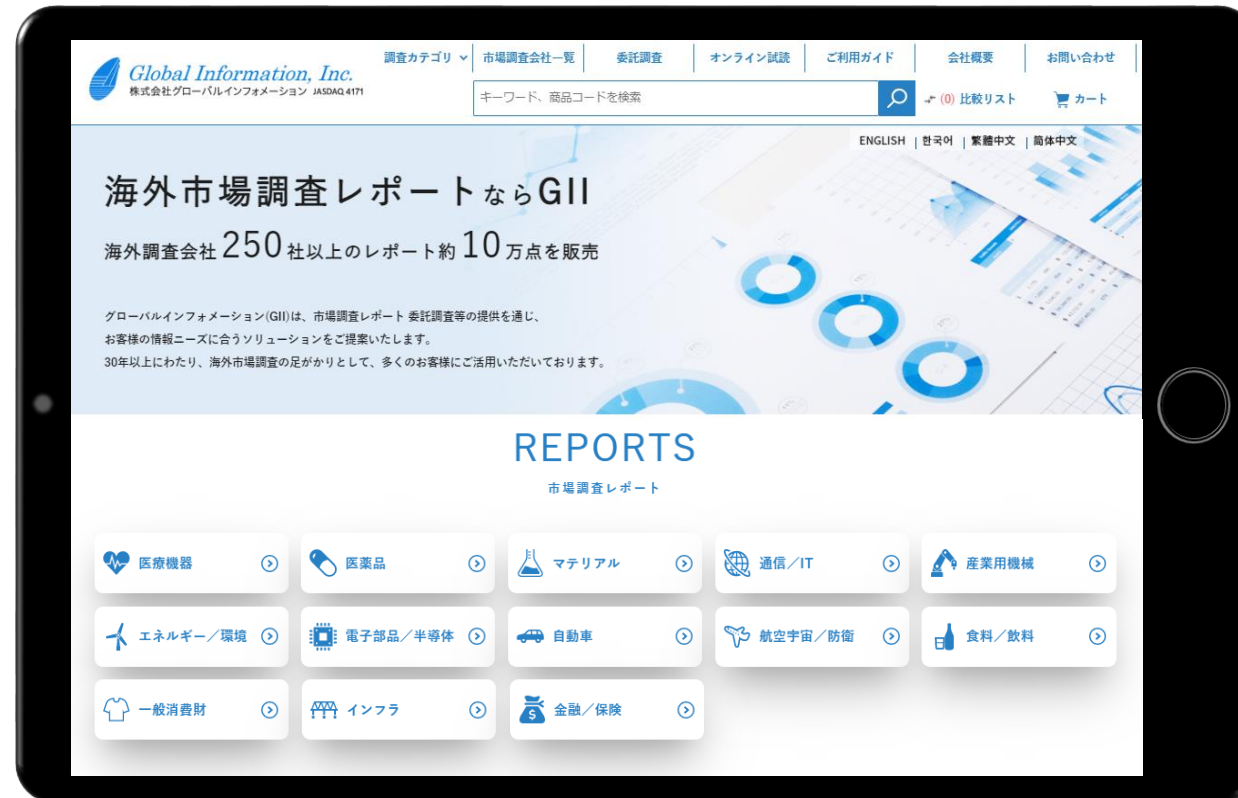 Global Information, Inc.
株式会社グローバルインフォメーション JASDAQ 4171
調査カテゴリ
市場調査会社一覧
委託調査
オンライン試読
ご利用ガイド
会社概要
お問い合わせ
キーワード、商品コードを検索
(0) 比較リスト
カート
ENGLISH | 한국어 | 繁體中文 | 简体中文
海外市場調査レポートならGII
海外調査会社250社以上のレポート約10万点を販売
グローバルインフォメーション(GII)は、市場調査レポート 委託調査等の提供を通じ、
お客様の情報ニーズに合うソリューションをご提案いたします。
30年以上にわたり、海外市場調査の足がかりとして、多くのお客様にご活用いただいております。
REPORTS
市場調査レポート
医療機器
医薬品
マテリアル
通信／IT
産業用機械
エネルギー／環境
電子部品／半導体
自動車
航空宇宙／防衛
食料／飲料
一般消費財
インフラ
金融／保険